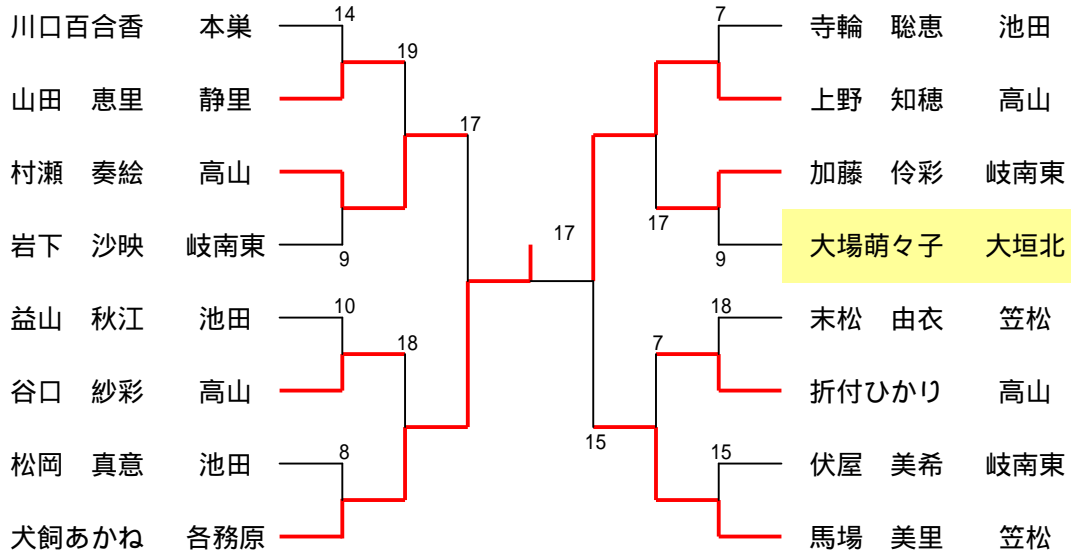 川口百合香 本巣 14 7 寺輪 聡恵 池田
19
山田 恵里 静里 上野 知穂 高山
17
村瀬 奏絵 高山 加藤 伶彩 岐南東
17 17
岩下 沙映 岐南東 9 9 大場萌々子 大垣北
益山 秋江 池田 10 18 末松 由衣 笠松
18 7
谷口 紗彩 高山 折付ひかり 高山
15
松岡 真意 池田 8 15 伏屋 美希 岐南東
犬飼あかね 各務原 馬場 美里 笠松